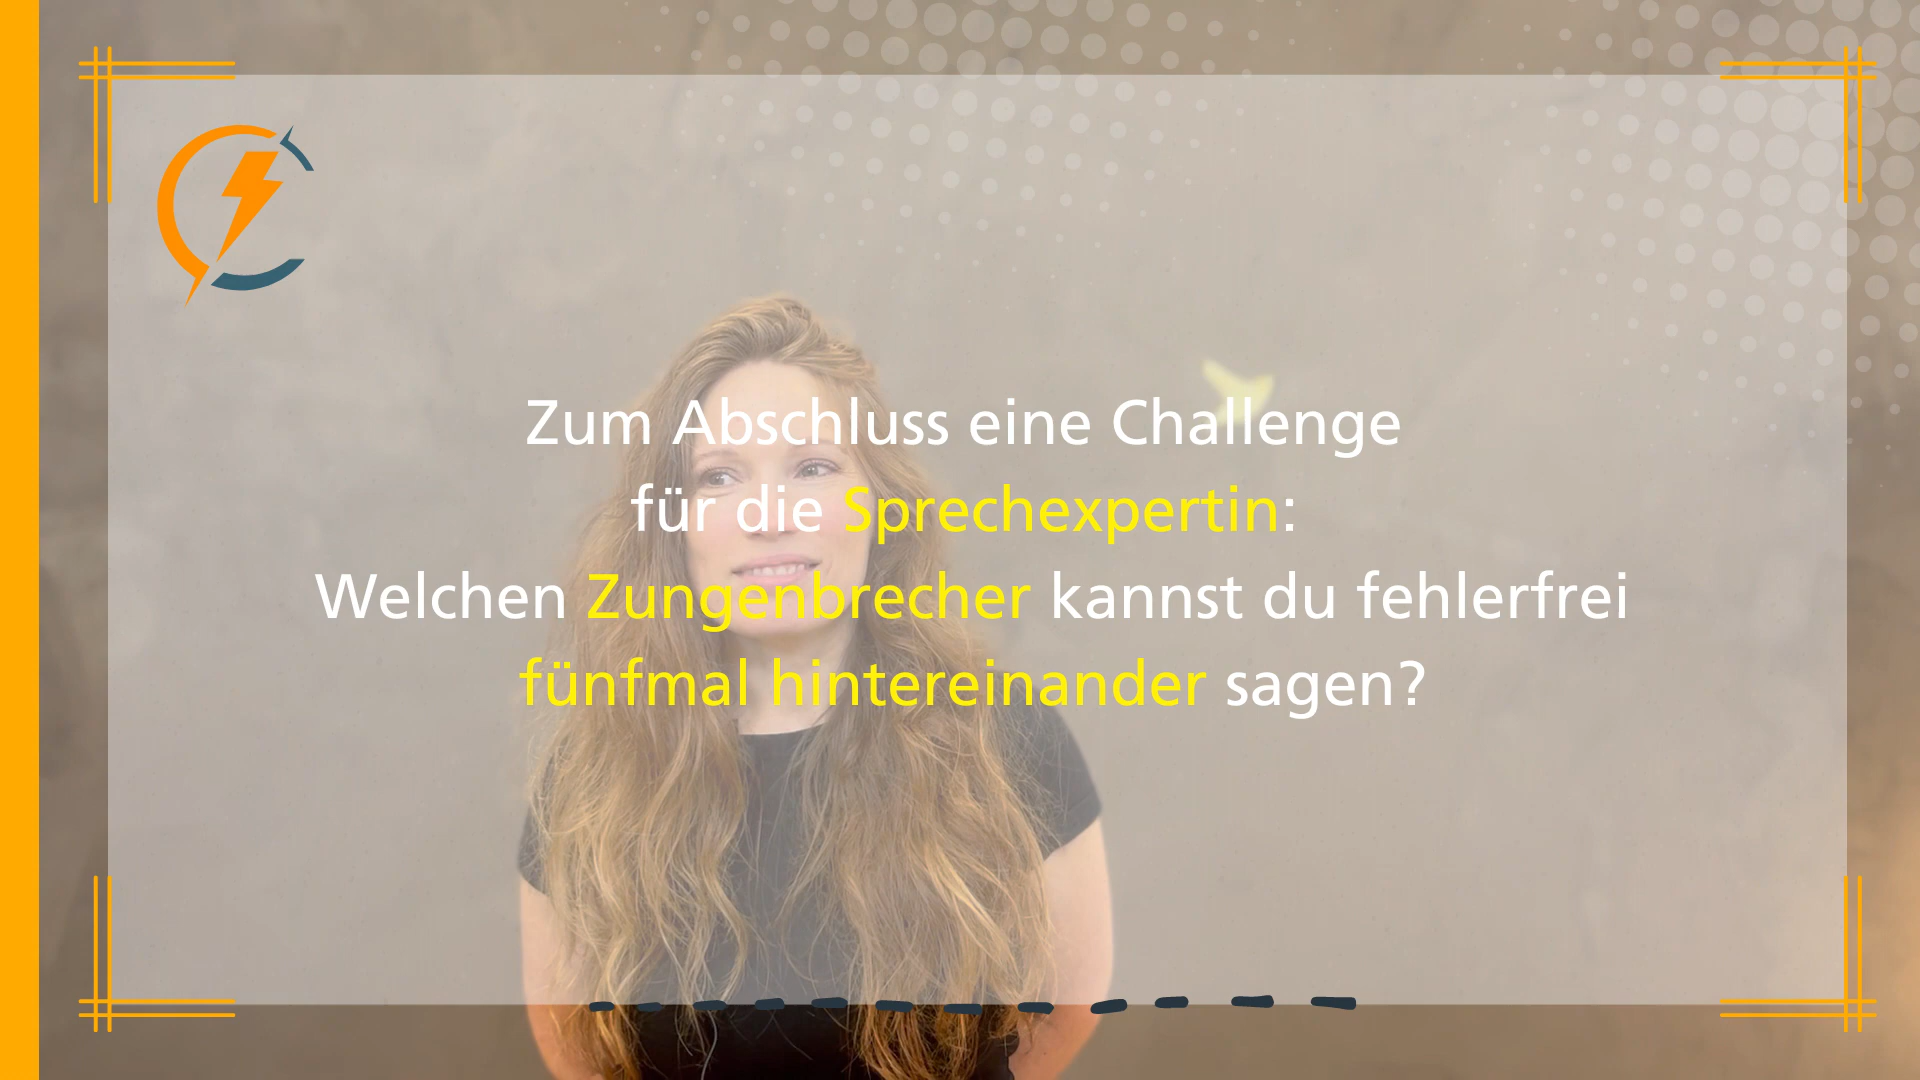 Zum Abschluss eine Challenge
für die Sprechexpertin:
Welchen Zungenbrecher kannst du fehlerfrei
fünfmal hintereinander sagen?